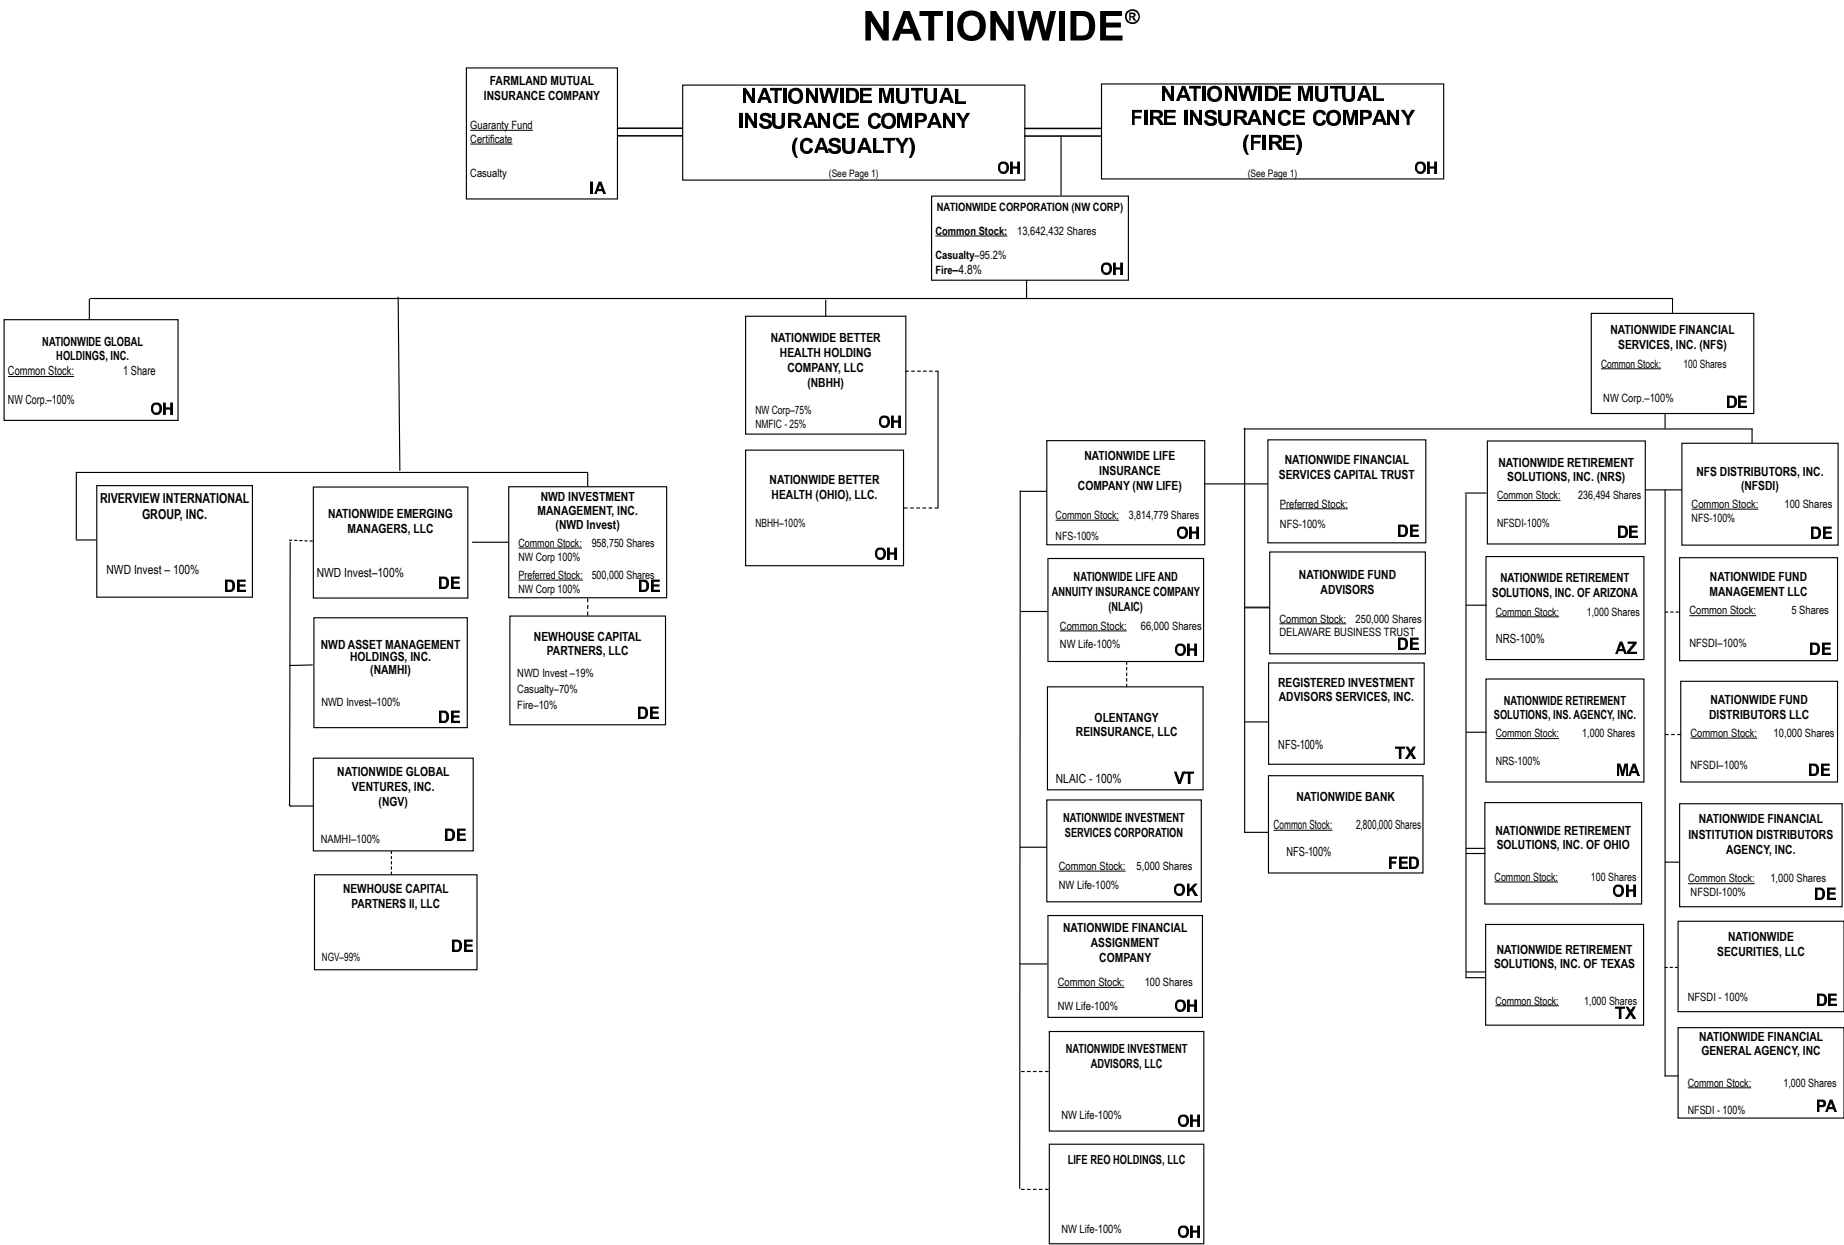 NATIONWIDE®
FARMLAND MUTUAL
INSURANCE COMPANY
Guaranty Fund
Certificate
Casualty
IA
NATIONWIDE MUTUAL
INSURANCE COMPANY
(CASUALTY)
(See Page 1)
OH
NATIONWIDE MUTUAL
FIRE INSURANCE COMPANY
(FIRE)
(See Page 1)
OH
NATIONWIDE CORPORATION (NW CORP)
Common Stock: 13,642,432 Shares
Casualty–95.2%
Fire–4.8%
OH
NATIONWIDE GLOBAL
HOLDINGS, INC.
Common Stock: 1 Share
NW Corp.–100%
OH
NATIONWIDE BETTER
HEALTH HOLDING
COMPANY, LLC
(NBHH)
NW Corp–75%
NMFIC - 25%
OH
NATIONWIDE BETTER
HEALTH (OHIO), LLC.
NBHH–100%
OH
NATIONWIDE FINANCIAL
SERVICES, INC. (NFS)
Common Stock: 100 Shares
NW Corp.–100%
DE
RIVERVIEW INTERNATIONAL
GROUP, INC.
NWD Invest – 100%
DE
NATIONWIDE EMERGING
MANAGERS, LLC
NWD Invest–100%
DE
NWD INVESTMENT
MANAGEMENT, INC.
(NWD Invest)
Common Stock: 958,750 Shares
NW Corp 100%
Preferred Stock: 500,000 Shares
NW Corp 100%
DE
NWD ASSET MANAGEMENT
HOLDINGS, INC.
(NAMHI)
NWD Invest–100%
DE
NEWHOUSE CAPITAL
PARTNERS, LLC
NWD Invest –19%
Casualty–70%
Fire–10%
DE
NATIONWIDE GLOBAL
VENTURES, INC.
(NGV)
NAMHI–100%
DE
NEWHOUSE CAPITAL
PARTNERS II, LLC
NGV–99%
DE
NATIONWIDE LIFE
INSURANCE
COMPANY (NW LIFE)
Common Stock: 3,814,779 Shares
NFS-100%
OH
NATIONWIDE LIFE AND
ANNUITY INSURANCE COMPANY
(NLAIC)
Common Stock: 66,000 Shares
NW Life-100%
OH
OLENTANGY
REINSURANCE, LLC
NLAIC - 100%
VT
NATIONWIDE INVESTMENT
SERVICES CORPORATION
Common Stock: 5,000 Shares
NW Life-100%
OK
NATIONWIDE FINANCIAL
ASSIGNMENT
COMPANY
Common Stock: 100 Shares
NW Life-100%
OH
NATIONWIDE INVESTMENT
ADVISORS, LLC
NW Life-100%
OH
LIFE REO HOLDINGS, LLC
NW Life-100%
OH
NATIONWIDE FINANCIAL
SERVICES CAPITAL TRUST
Preferred Stock:
NFS-100%
DE
NATIONWIDE FUND
ADVISORS
Common Stock: 250,000 Shares
DELAWARE BUSINESS TRUST
DE
REGISTERED INVESTMENT
ADVISORS SERVICES, INC.
NFS-100%
TX
NATIONWIDE BANK
Common Stock: 2,800,000 Shares
NFS-100%
FED
NATIONWIDE RETIREMENT
SOLUTIONS, INC. (NRS)
Common Stock: 236,494 Shares
NFSDI-100%
DE
NATIONWIDE RETIREMENT
SOLUTIONS, INC. OF ARIZONA
Common Stock: 1,000 Shares
NRS-100%
AZ
NATIONWIDE RETIREMENT
SOLUTIONS, INS. AGENCY, INC.
Common Stock: 1,000 Shares
NRS-100%
MA
NATIONWIDE RETIREMENT
SOLUTIONS, INC. OF OHIO
Common Stock: 100 Shares
OH
NATIONWIDE RETIREMENT
SOLUTIONS, INC. OF TEXAS
Common Stock: 1,000 Shares
TX
NFS DISTRIBUTORS, INC.
(NFSDI)
Common Stock: 100 Shares
NFS-100%
DE
NATIONWIDE FUND
MANAGEMENT LLC
Common Stock: 5 Shares
NFSDI–100%
DE
NATIONWIDE FUND
DISTRIBUTORS LLC
Common Stock: 10,000 Shares
NFSDI–100%
DE
NATIONWIDE FINANCIAL
INSTITUTION DISTRIBUTORS
AGENCY, INC.
Common Stock: 1,000 Shares
NFSDI-100%
DE
NATIONWIDE
SECURITIES, LLC
NFSDI - 100%
DE
NATIONWIDE FINANCIAL
GENERAL AGENCY, INC
Common Stock: 1,000 Shares
NFSDI - 100%
PA